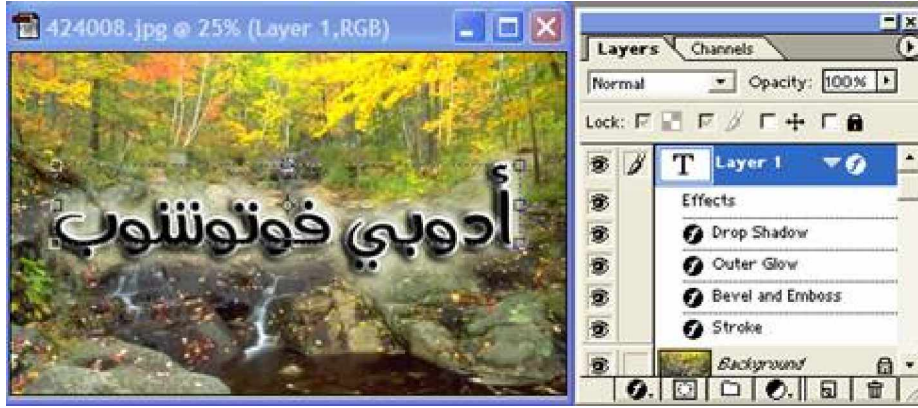 424008.jpg @ 25% (Layer 1,RGB)
أدوبي فوتوشوب
Layers Channels
Normal Opacity: 100%
Lock:
T Layer 1
Effects
Drop Shadow
Outer Glow
Bevel and Emboss
Stroke
Background